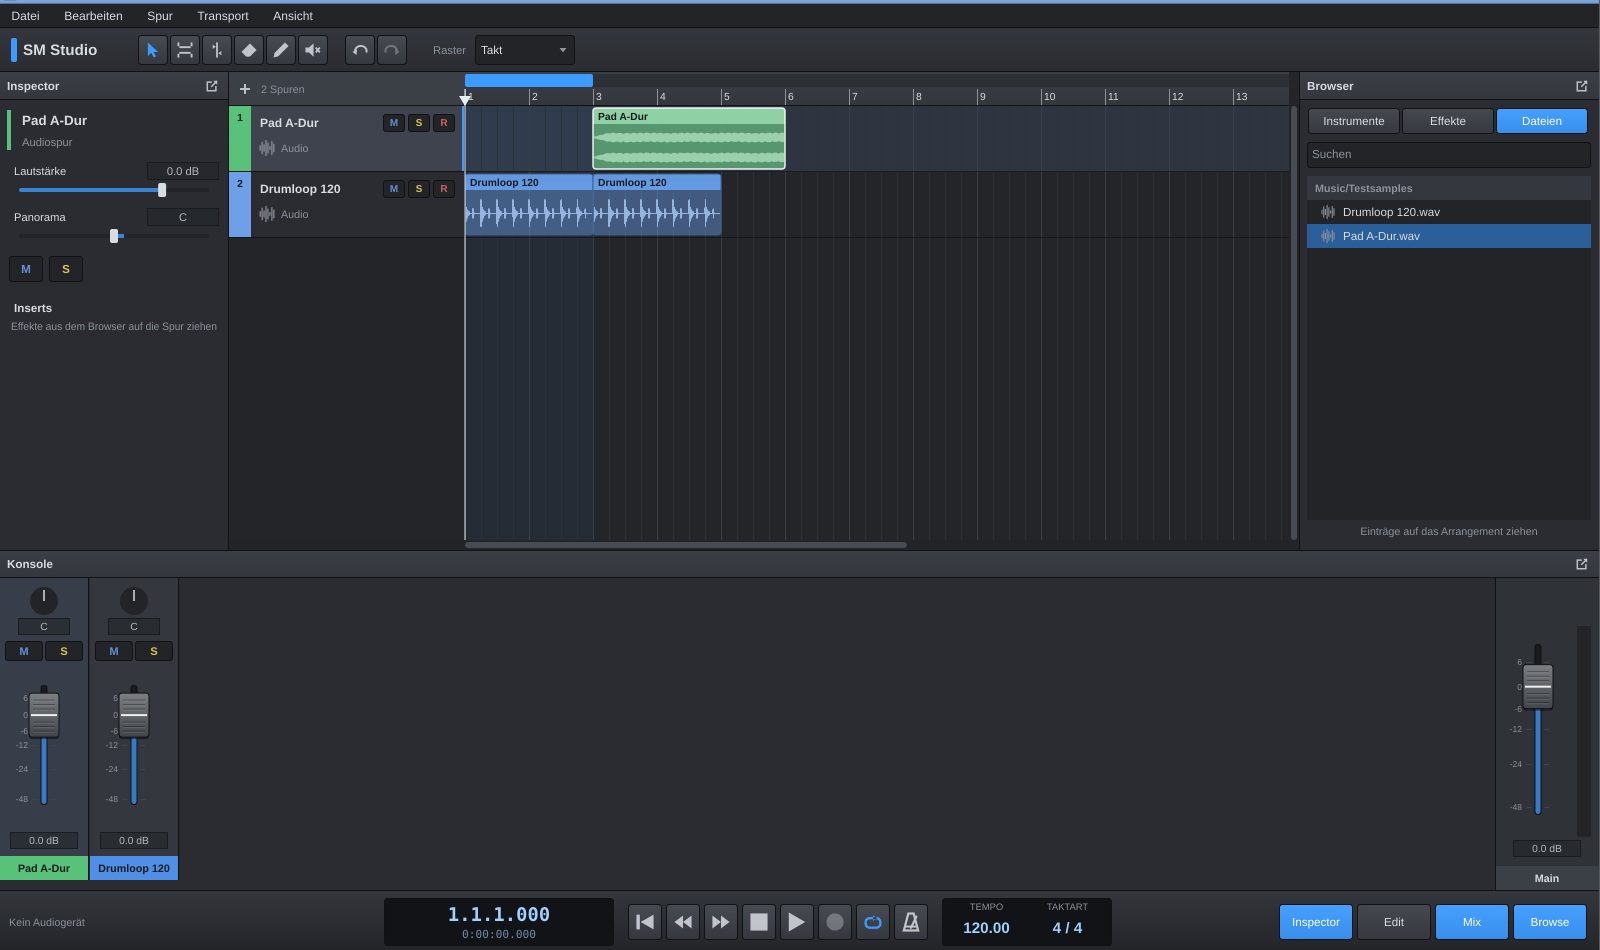 Datei Bearbeiten Spur Transport Ansicht
SM Studio Raster Takt
Inspector
Pad A-Dur
Audiospur
Lautstärke 0.0 dB
Panorama C
M S
Inserts
Effekte aus dem Browser auf die Spur ziehen
2 Spuren
1 2 3 4 5 6 7 8 9 10 11 12 13
1 Pad A-Dur M S R
Audio
Pad A-Dur
2 Drumloop 120 M S R
Audio
Drumloop 120 Drumloop 120
Browser
Instrumente Effekte Dateien
Suchen
Music/Testsamples
Drumloop 120.wav
Pad A-Dur.wav
Einträge auf das Arrangement ziehen
Konsole
C C
M S M S
6 6 6
0 0 0
-6 -6 -6
-12 -12 -12
-24 -24 -24
-48 -48 -48
0.0 dB 0.0 dB 0.0 dB
Pad A-Dur Drumloop 120 Main
Kein Audiogerät
1.1.1.000
0:00:00.000
TEMPO TAKTART
120.00 4 / 4
Inspector Edit Mix Browse